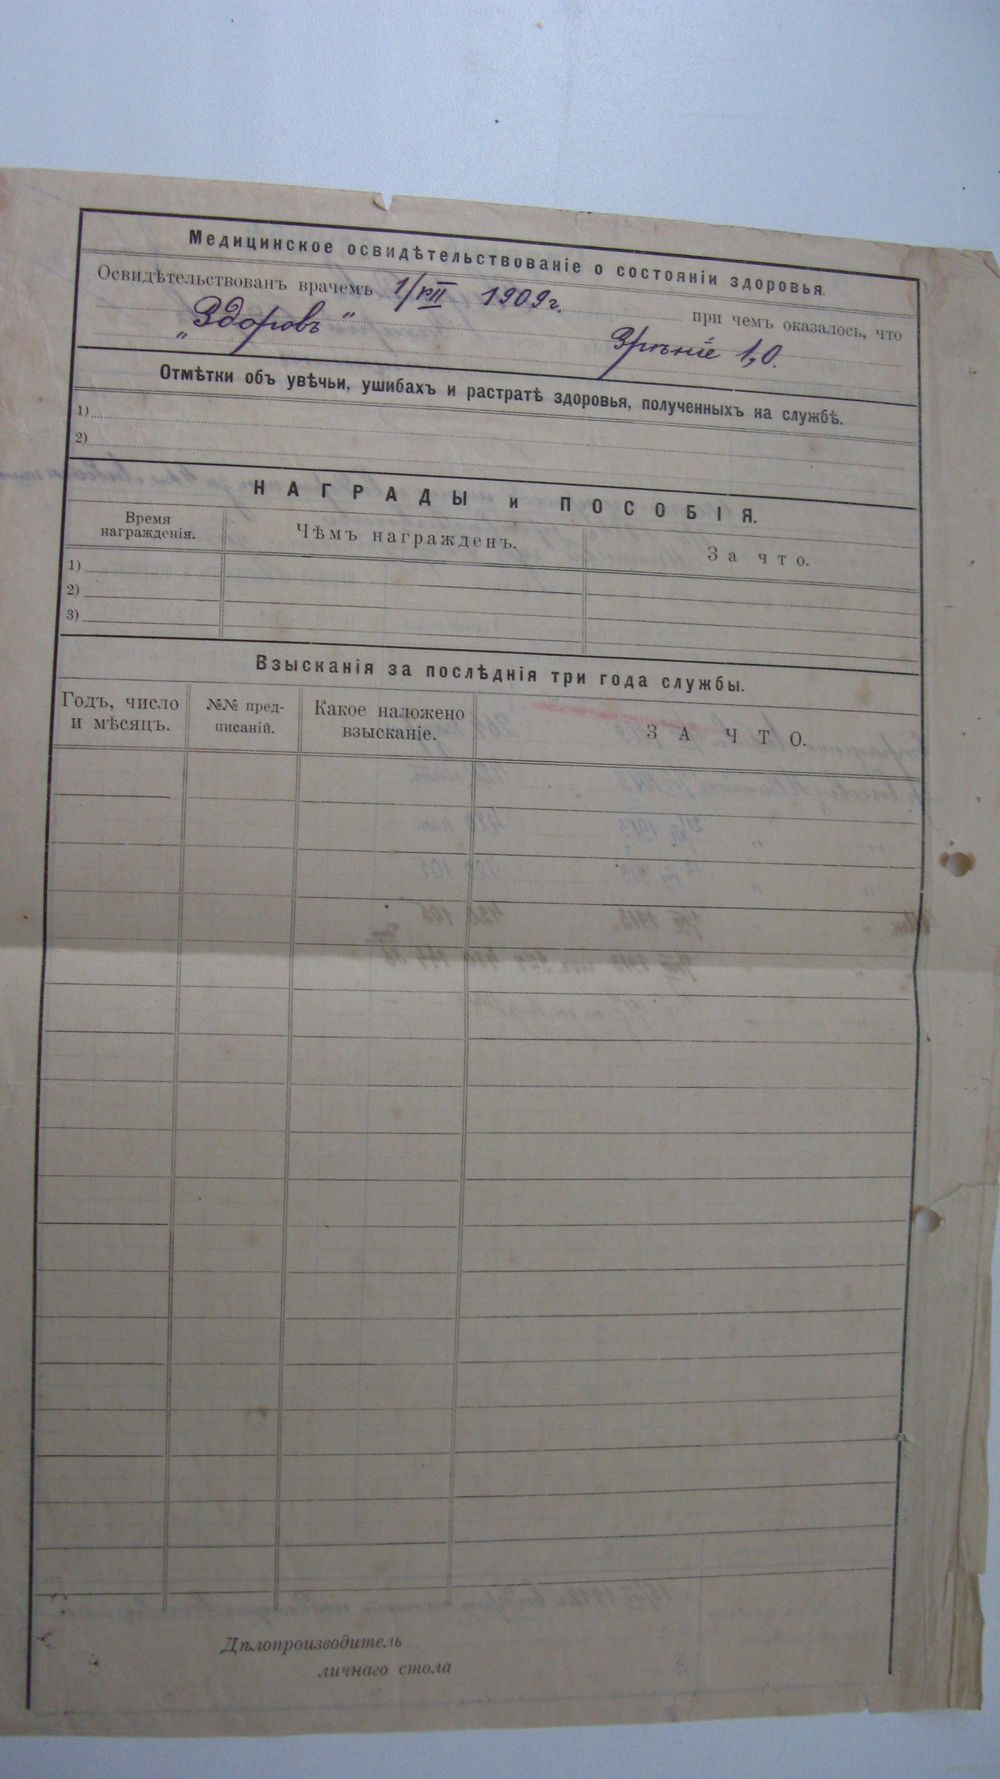 Медицинское освидѣтельствованіе о состояніи здоровья.
Освидѣтельствованъ врачемъ 1/XII 1909 г. при чемъ оказалось, что
„Здоровъ“ Зрѣніе 1,0.
Отмѣтки объ увѣчьи, ушибахъ и растратѣ здоровья, полученныхъ на службѣ.
1)
2)
НАГРАДЫ и ПОСОБІЯ.
Время награжденія. Чѣмъ награжденъ. За что.
1)
2)
3)
Взысканія за послѣднія три года службы.
Годъ, число и мѣсяцъ. №№ пред-писаній. Какое наложено взысканіе. ЗА ЧТО.
Дѣлопроизводитель
личнаго стола